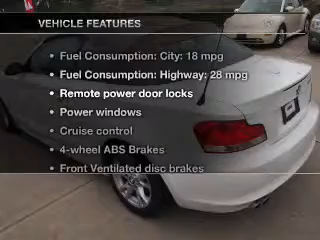 VEHICLE FEATURES
• Fuel Consumption: City: 18 mpg
• Fuel Consumption: Highway: 28 mpg
• Remote power door locks
• Power windows
• Cruise control
• 4-wheel ABS Brakes
• Front Ventilated disc brakes